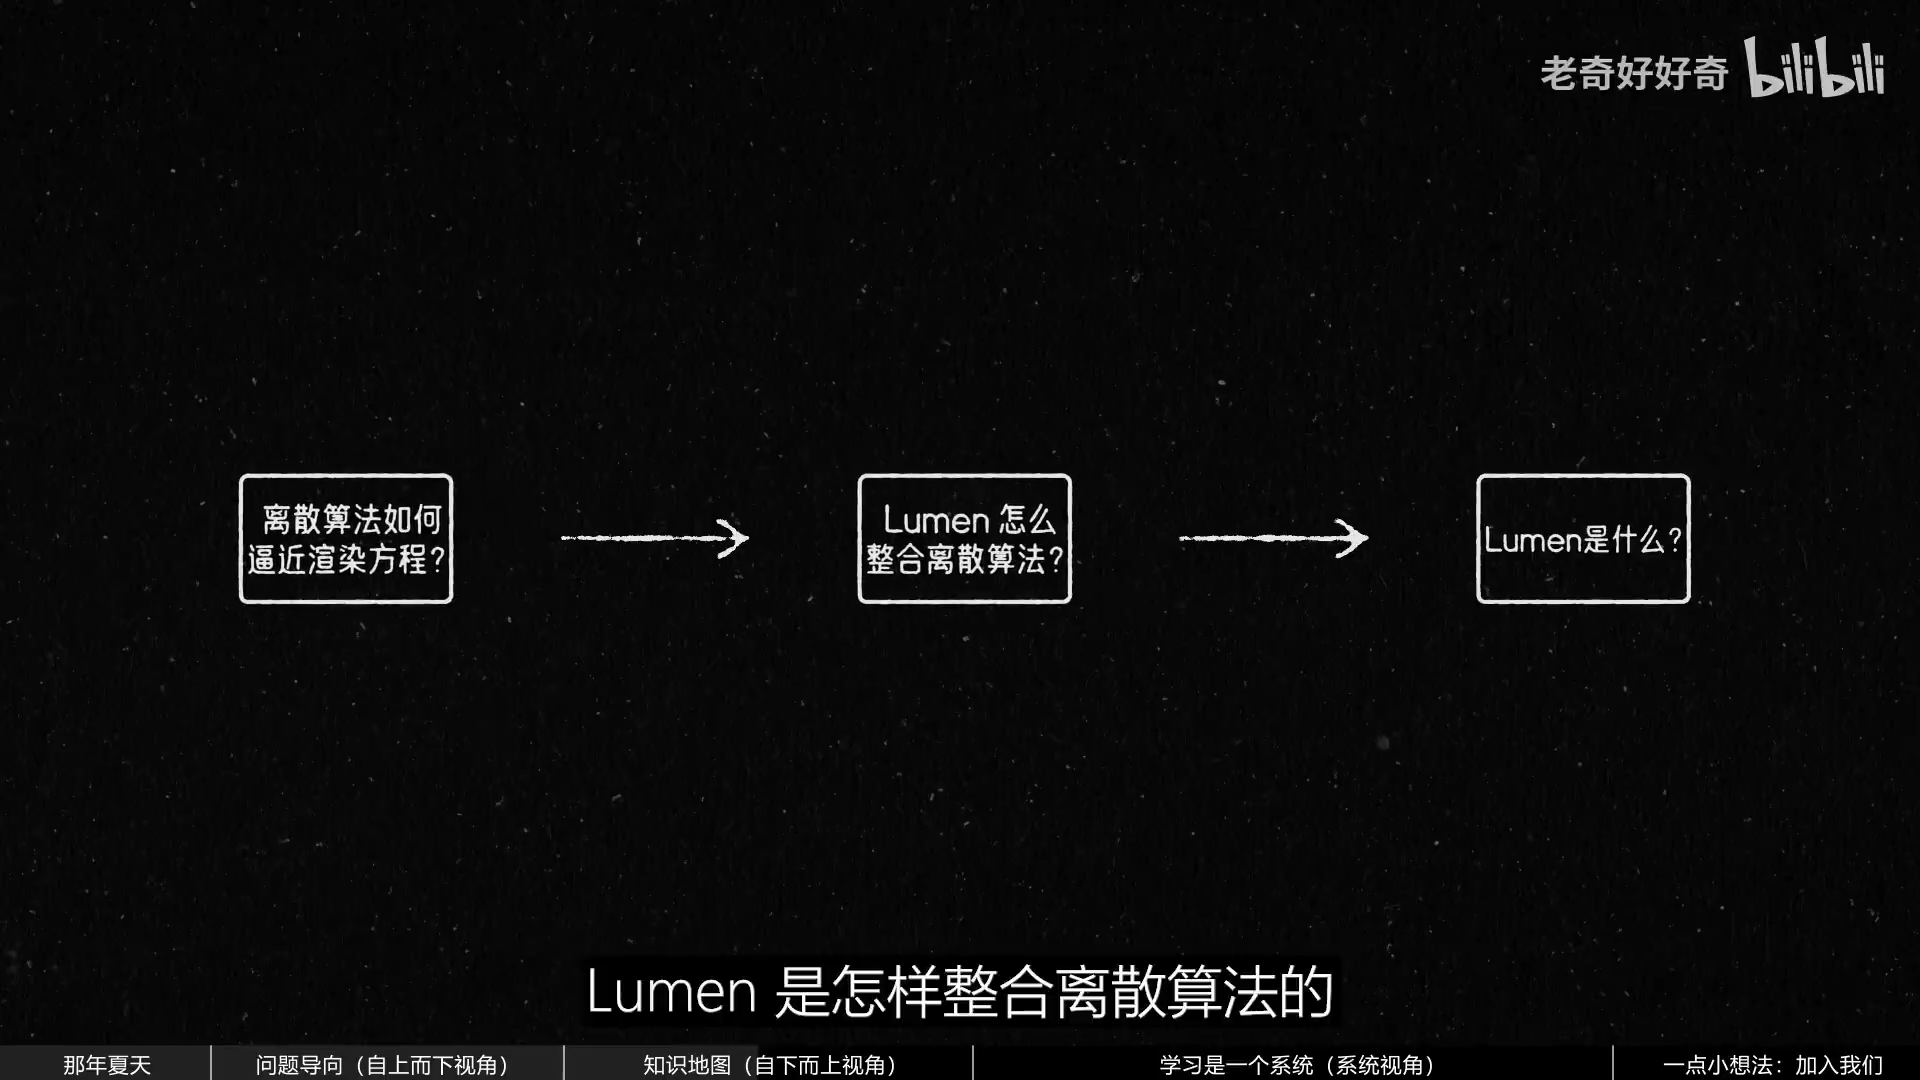 老奇好好奇 bilibili
离散算法如何
逼近渲染方程?
Lumen 怎么
整合离散算法?
Lumen是什么?
Lumen 是怎样整合离散算法的
那年夏天
问题导向（自上而下视角）
知识地图（自下而上视角）
学习是一个系统（系统视角）
一点小想法：加入我们